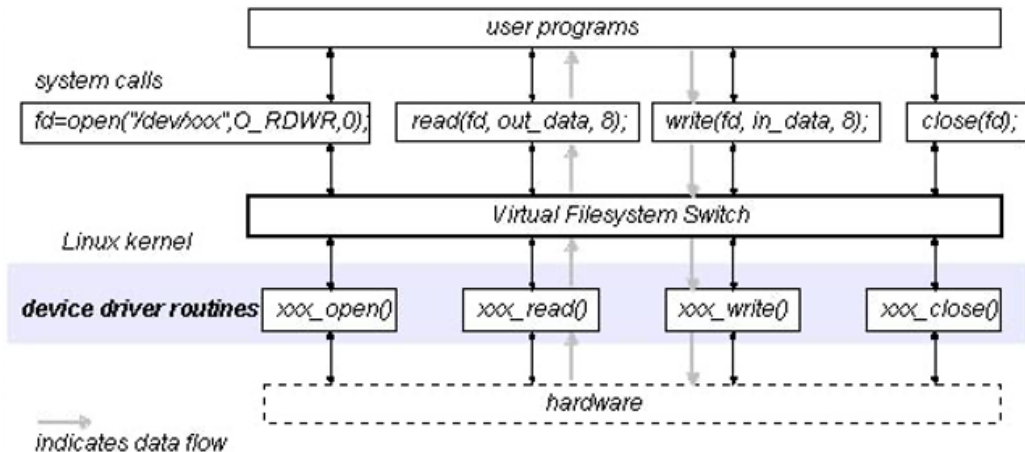 user programs
system calls
fd=open("/dev/xxx",O_RDWR,0);
read(fd, out_data, 8);
write(fd, in_data, 8);
close(fd);
Virtual Filesystem Switch
Linux kernel
device driver routines
xxx_open()
xxx_read()
xxx_write()
xxx_close()
hardware
indicates data flow